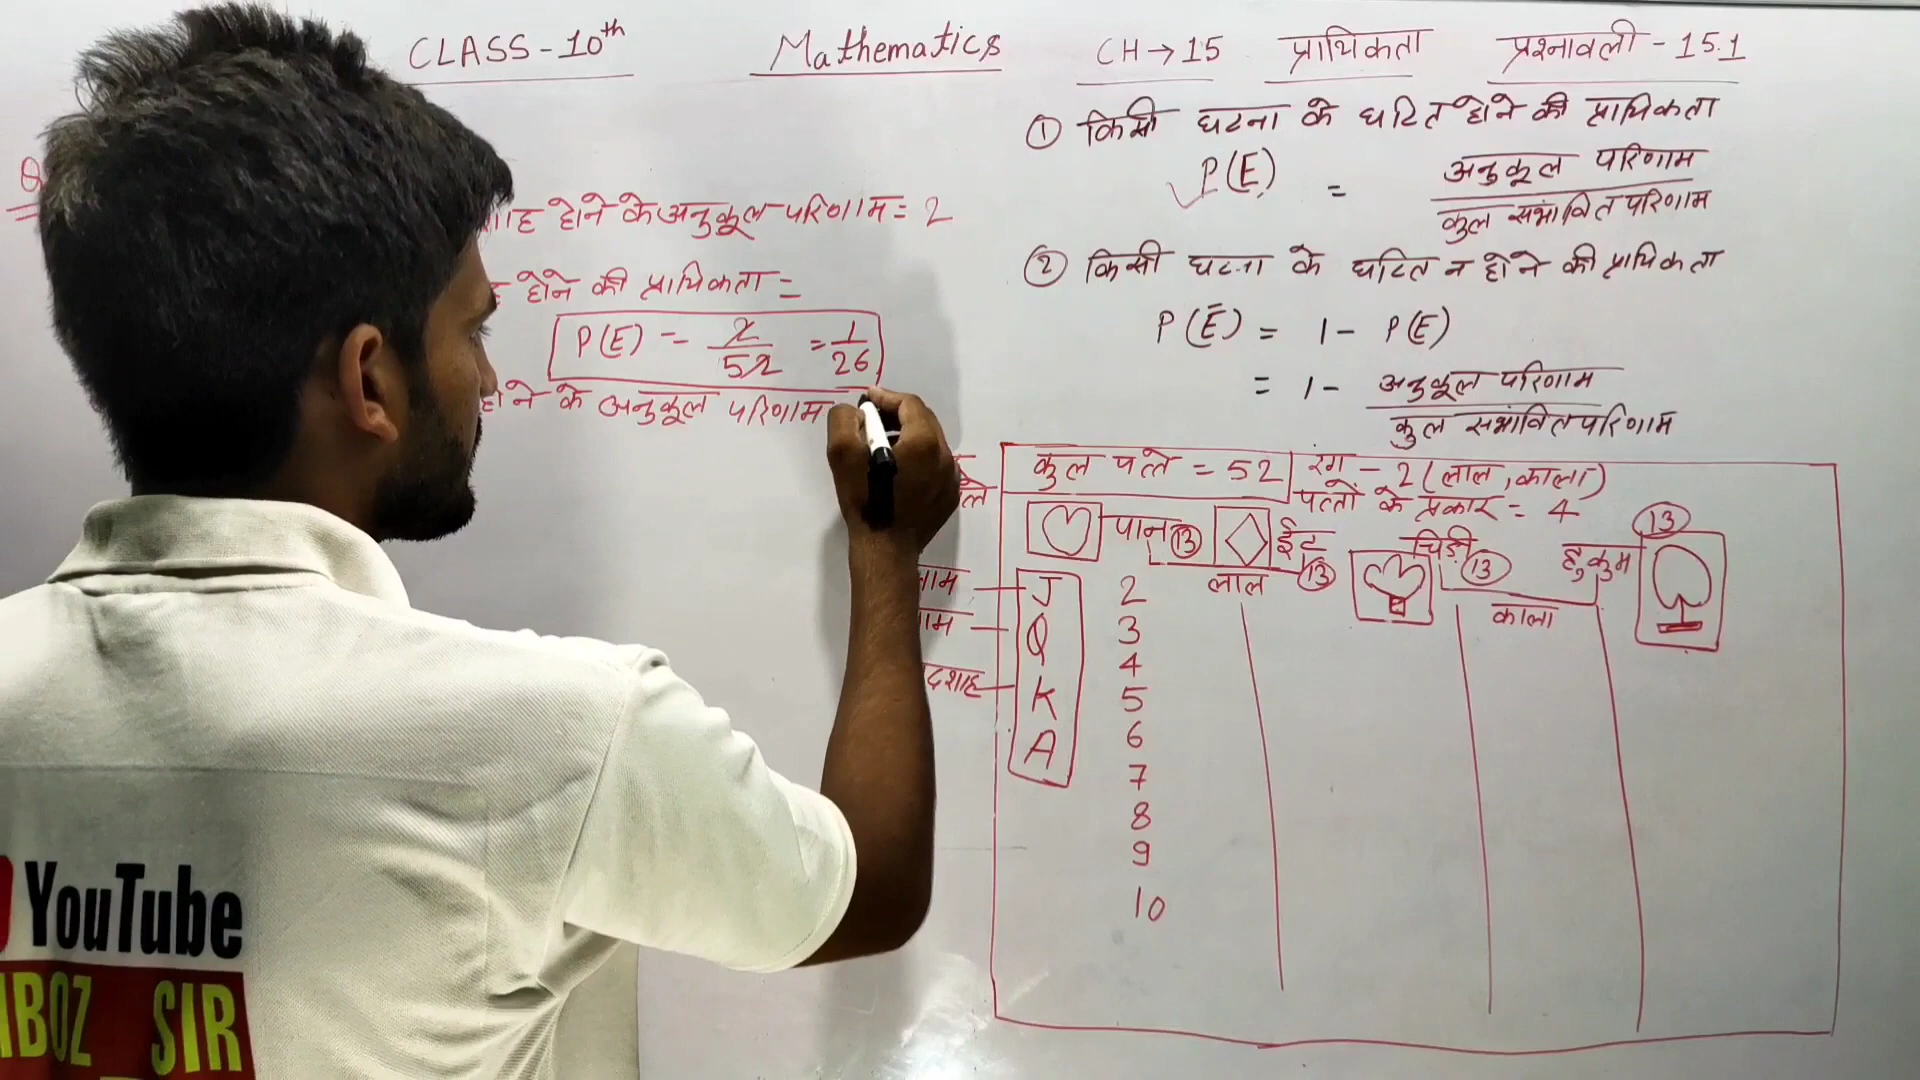 CLASS - 10th Mathematics CH → 15 प्रायिकता प्रश्नावली - 15.1
① किसी घटना के घटित होने की प्रायिकता
P(E) = अनुकूल परिणाम / कुल सम्भावित परिणाम
② किसी घटना के घटित न होने की प्रायिकता
P(Ē) = 1 - P(E)
= 1 - अनुकूल परिणाम / कुल सम्भावित परिणाम
होने के अनुकूल परिणाम = 2
होने की प्रायिकता =
P(E) = 2/52 = 1/26
होने के अनुकूल परिणाम
कुल पत्ते = 52
रंग - 2 (लाल, काला)
पत्तों के प्रकार = 4
पान 13 ईंट 13 चिड़ी 13 हुकुम 13
लाल काला
J 2
Q 3
4
K 5
A 6
7
8
9
10
YouTube
SIR